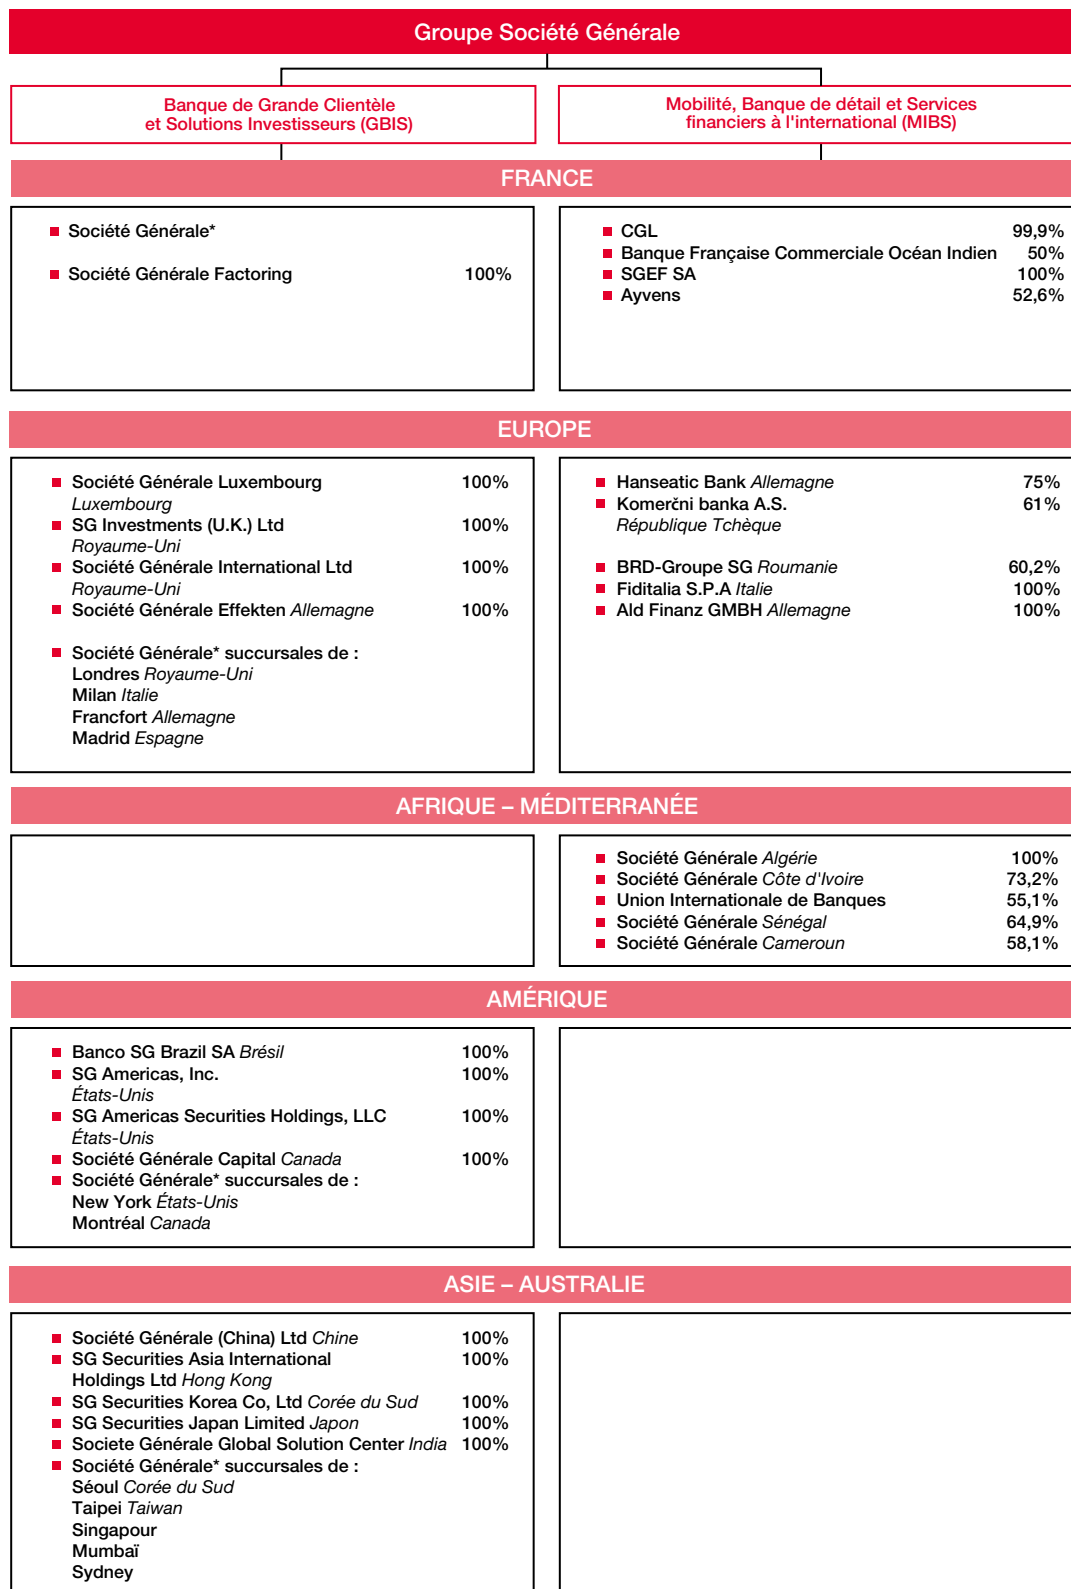 Groupe Société Générale
Banque de Grande Clientèle
et Solutions Investisseurs (GBIS)
Mobilité, Banque de détail et Services
financiers à l'international (MIBS)
FRANCE
Société Générale*
Société Générale Factoring 100%
CGL 99,9%
Banque Française Commerciale Océan Indien 50%
SGEF SA 100%
Ayvens 52,6%
EUROPE
Société Générale Luxembourg 100%
Luxembourg
SG Investments (U.K.) Ltd 100%
Royaume-Uni
Société Générale International Ltd 100%
Royaume-Uni
Société Générale Effekten Allemagne 100%
Société Générale* succursales de :
Londres Royaume-Uni
Milan Italie
Francfort Allemagne
Madrid Espagne
Hanseatic Bank Allemagne 75%
Komerčni banka A.S. 61%
République Tchèque
BRD-Groupe SG Roumanie 60,2%
Fiditalia S.P.A Italie 100%
Ald Finanz GMBH Allemagne 100%
AFRIQUE – MÉDITERRANÉE
Société Générale Algérie 100%
Société Générale Côte d'Ivoire 73,2%
Union Internationale de Banques 55,1%
Société Générale Sénégal 64,9%
Société Générale Cameroun 58,1%
AMÉRIQUE
Banco SG Brazil SA Brésil 100%
SG Americas, Inc. 100%
États-Unis
SG Americas Securities Holdings, LLC 100%
États-Unis
Société Générale Capital Canada 100%
Société Générale* succursales de :
New York États-Unis
Montréal Canada
ASIE – AUSTRALIE
Société Générale (China) Ltd Chine 100%
SG Securities Asia International 100%
Holdings Ltd Hong Kong
SG Securities Korea Co, Ltd Corée du Sud 100%
SG Securities Japan Limited Japon 100%
Societe Générale Global Solution Center India 100%
Société Générale* succursales de :
Séoul Corée du Sud
Taipei Taiwan
Singapour
Mumbaï
Sydney